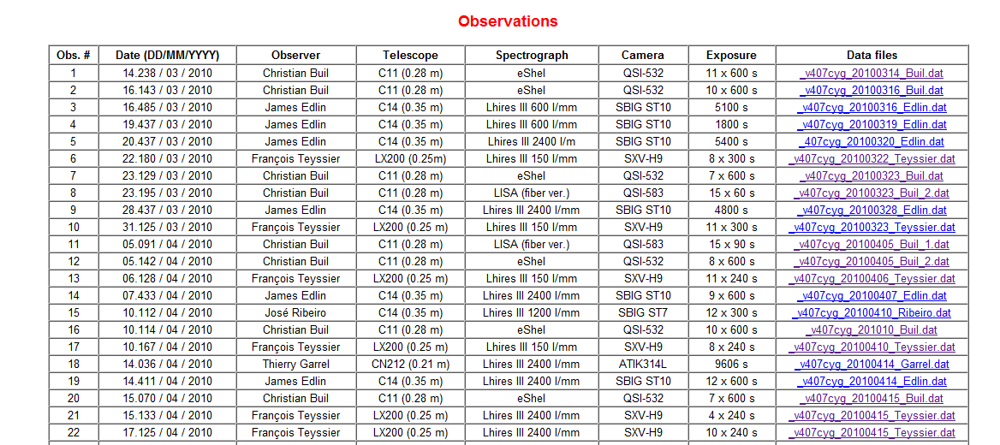 Observations
Obs. # Date (DD/MM/YYYY) Observer Telescope Spectrograph Camera Exposure Data files
1 14.238 / 03 / 2010 Christian Buil C11 (0.28 m) eShel QSI-532 11 x 600 s _v407cyg_20100314_Buil.dat
2 16.143 / 03 / 2010 Christian Buil C11 (0.28 m) eShel QSI-532 10 x 600 s _v407cyg_20100316_Buil.dat
3 16.485 / 03 / 2010 James Edlin C14 (0.35 m) Lhires III 600 l/mm SBIG ST10 5100 s _v407cyg_20100316_Edlin.dat
4 19.437 / 03 / 2010 James Edlin C14 (0.35 m) Lhires III 600 l/mm SBIG ST10 1800 s _v407cyg_20100319_Edlin.dat
5 20.437 / 03 / 2010 James Edlin C14 (0.35 m) Lhires III 2400 l/m SBIG ST10 5400 s _407cyg_20100320_Edlin.dat
6 22.180 / 03 / 2010 François Teyssier LX200 (0.25m) Lhires III 150 l/mm SXV-H9 8 x 300 s _v407cyg_20100322_Teyssier.dat
7 23.129 / 03 / 2010 Christian Buil C11 (0.28 m) eShel QSI-532 7 x 600 s _v407cyg_20100323_Buil.dat
8 23.195 / 03 / 2010 Christian Buil C11 (0.28 m) LISA (fiber ver.) QSI-583 15 x 60 s _v407cyg_20100323_Buil_2.dat
9 28.437 / 03 / 2010 James Edlin C14 (0.35 m) Lhires III 2400 l/mm SBIG ST10 4800 s _v407cyg_20100328_Edlin.dat
10 31.125 / 03 / 2010 François Teyssier LX200 (0.25 m) Lhires III 150 l/mm SXV-H9 11 x 300 s _v407cyg_20100323_Teyssier.dat
11 05.091 / 04 / 2010 Christian Buil C11 (0.28 m) LISA (fiber ver.) QSI-583 15 x 90 s _v407cyg_20100405_Buil_1.dat
12 05.142 / 04 / 2010 Christian Buil C11 (0.28 m) eShel QSI-532 8 x 600 s _v407cyg_20100405_Buil_2.dat
13 06.128 / 04 / 2010 François Teyssier LX200 (0.25 m) Lhires III 150 l/mm SXV-H9 11 x 240 s _v407cyg_20100406_Teyssier.dat
14 07.433 / 04 / 2010 James Edlin C14 (0.35 m) Lhires III 2400 l/mm SBIG ST10 9 x 600 s _v407cyg_20100407_Edlin.dat
15 10.112 / 04 / 2010 José Ribeiro C14 (0.35 m) Lhires III 1200 l/mm SBIG ST7 12 x 300 s _v407cyg_20100410_Ribeiro.dat
16 10.114 / 04 / 2010 Christian Buil C11 (0.28 m) eShel QSI-532 10 x 600 s _v407cyg_201010_Buil.dat
17 10.167 / 04 / 2010 François Teyssier LX200 (0.25 m) Lhires III 150 l/mm SXV-H9 8 x 240 s _v407cyg_20100410_Teyssier.dat
18 14.036 / 04 / 2010 Thierry Garrel CN212 (0.21 m) Lhires III 2400 l/mm ATIK314L 9606 s _v407cyg_20100414_Garrel.dat
19 14.411 / 04 / 2010 James Edlin C14 (0.35 m) Lhires III 2400 l/mm SBIG ST10 12 x 600 s _v407cyg_20100414_Edlin.dat
20 15.070 / 04 / 2010 Christian Buil C11 (0.28 m) eShel QSI-532 7 x 600 s _v407cyg_20100415_Buil.dat
21 15.133 / 04 / 2010 François Teyssier LX200 (0.25 m) Lhires III 2400 l/mm SXV-H9 4 x 240 s _v407cyg_20100415_Teyssier.dat
22 17.125 / 04 / 2010 François Teyssier LX200 (0.25 m) Lhires III 2400 l/mm SXV-H9 10 x 240 s _v407cyg_20100415_Teyssier.dat